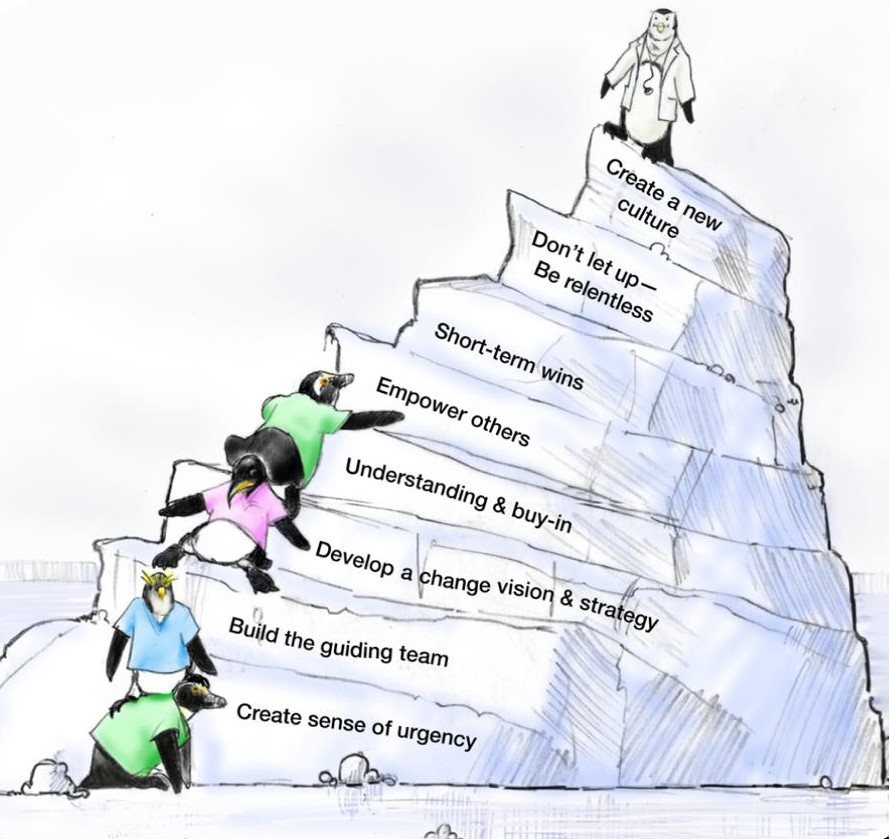 Create a new
culture
Don't let up—
Be relentless
Short-term wins
Empower others
Understanding & buy-in
Develop a change vision & strategy
Build the guiding team
Create sense of urgency